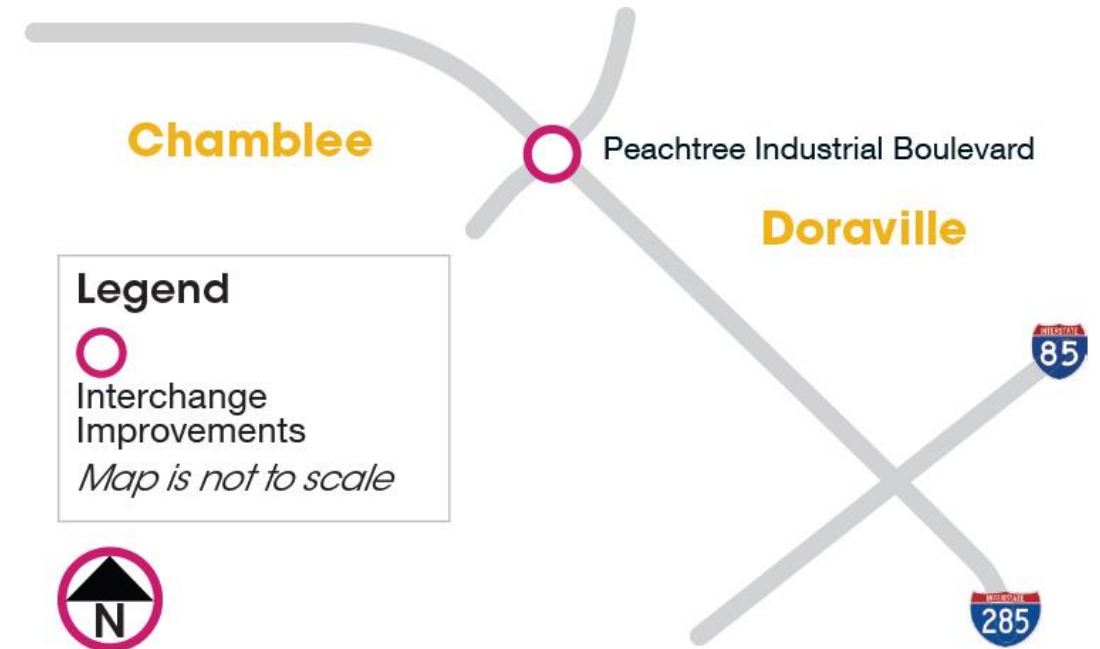 Chamblee
Peachtree Industrial Boulevard
Doraville
Legend
Interchange
Improvements
Map is not to scale
INTERSTATE
85
N
INTERSTATE
285